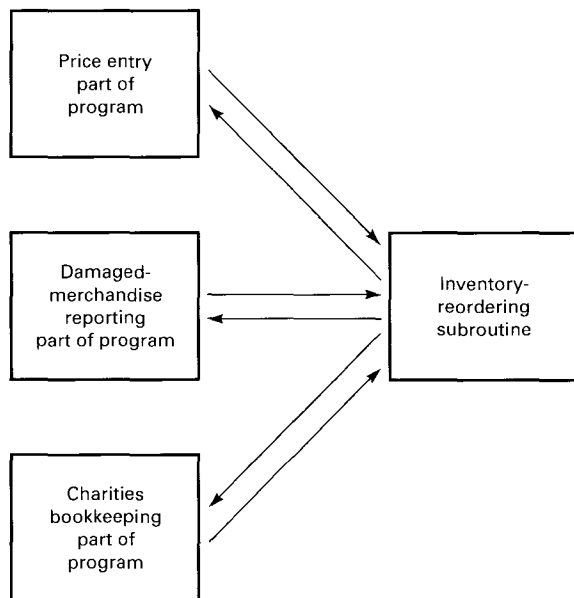 Price entry
part of
program
Damaged-
merchandise
reporting
part of program
Inventory-
reordering
subroutine
Charities
bookkeeping
part of
program